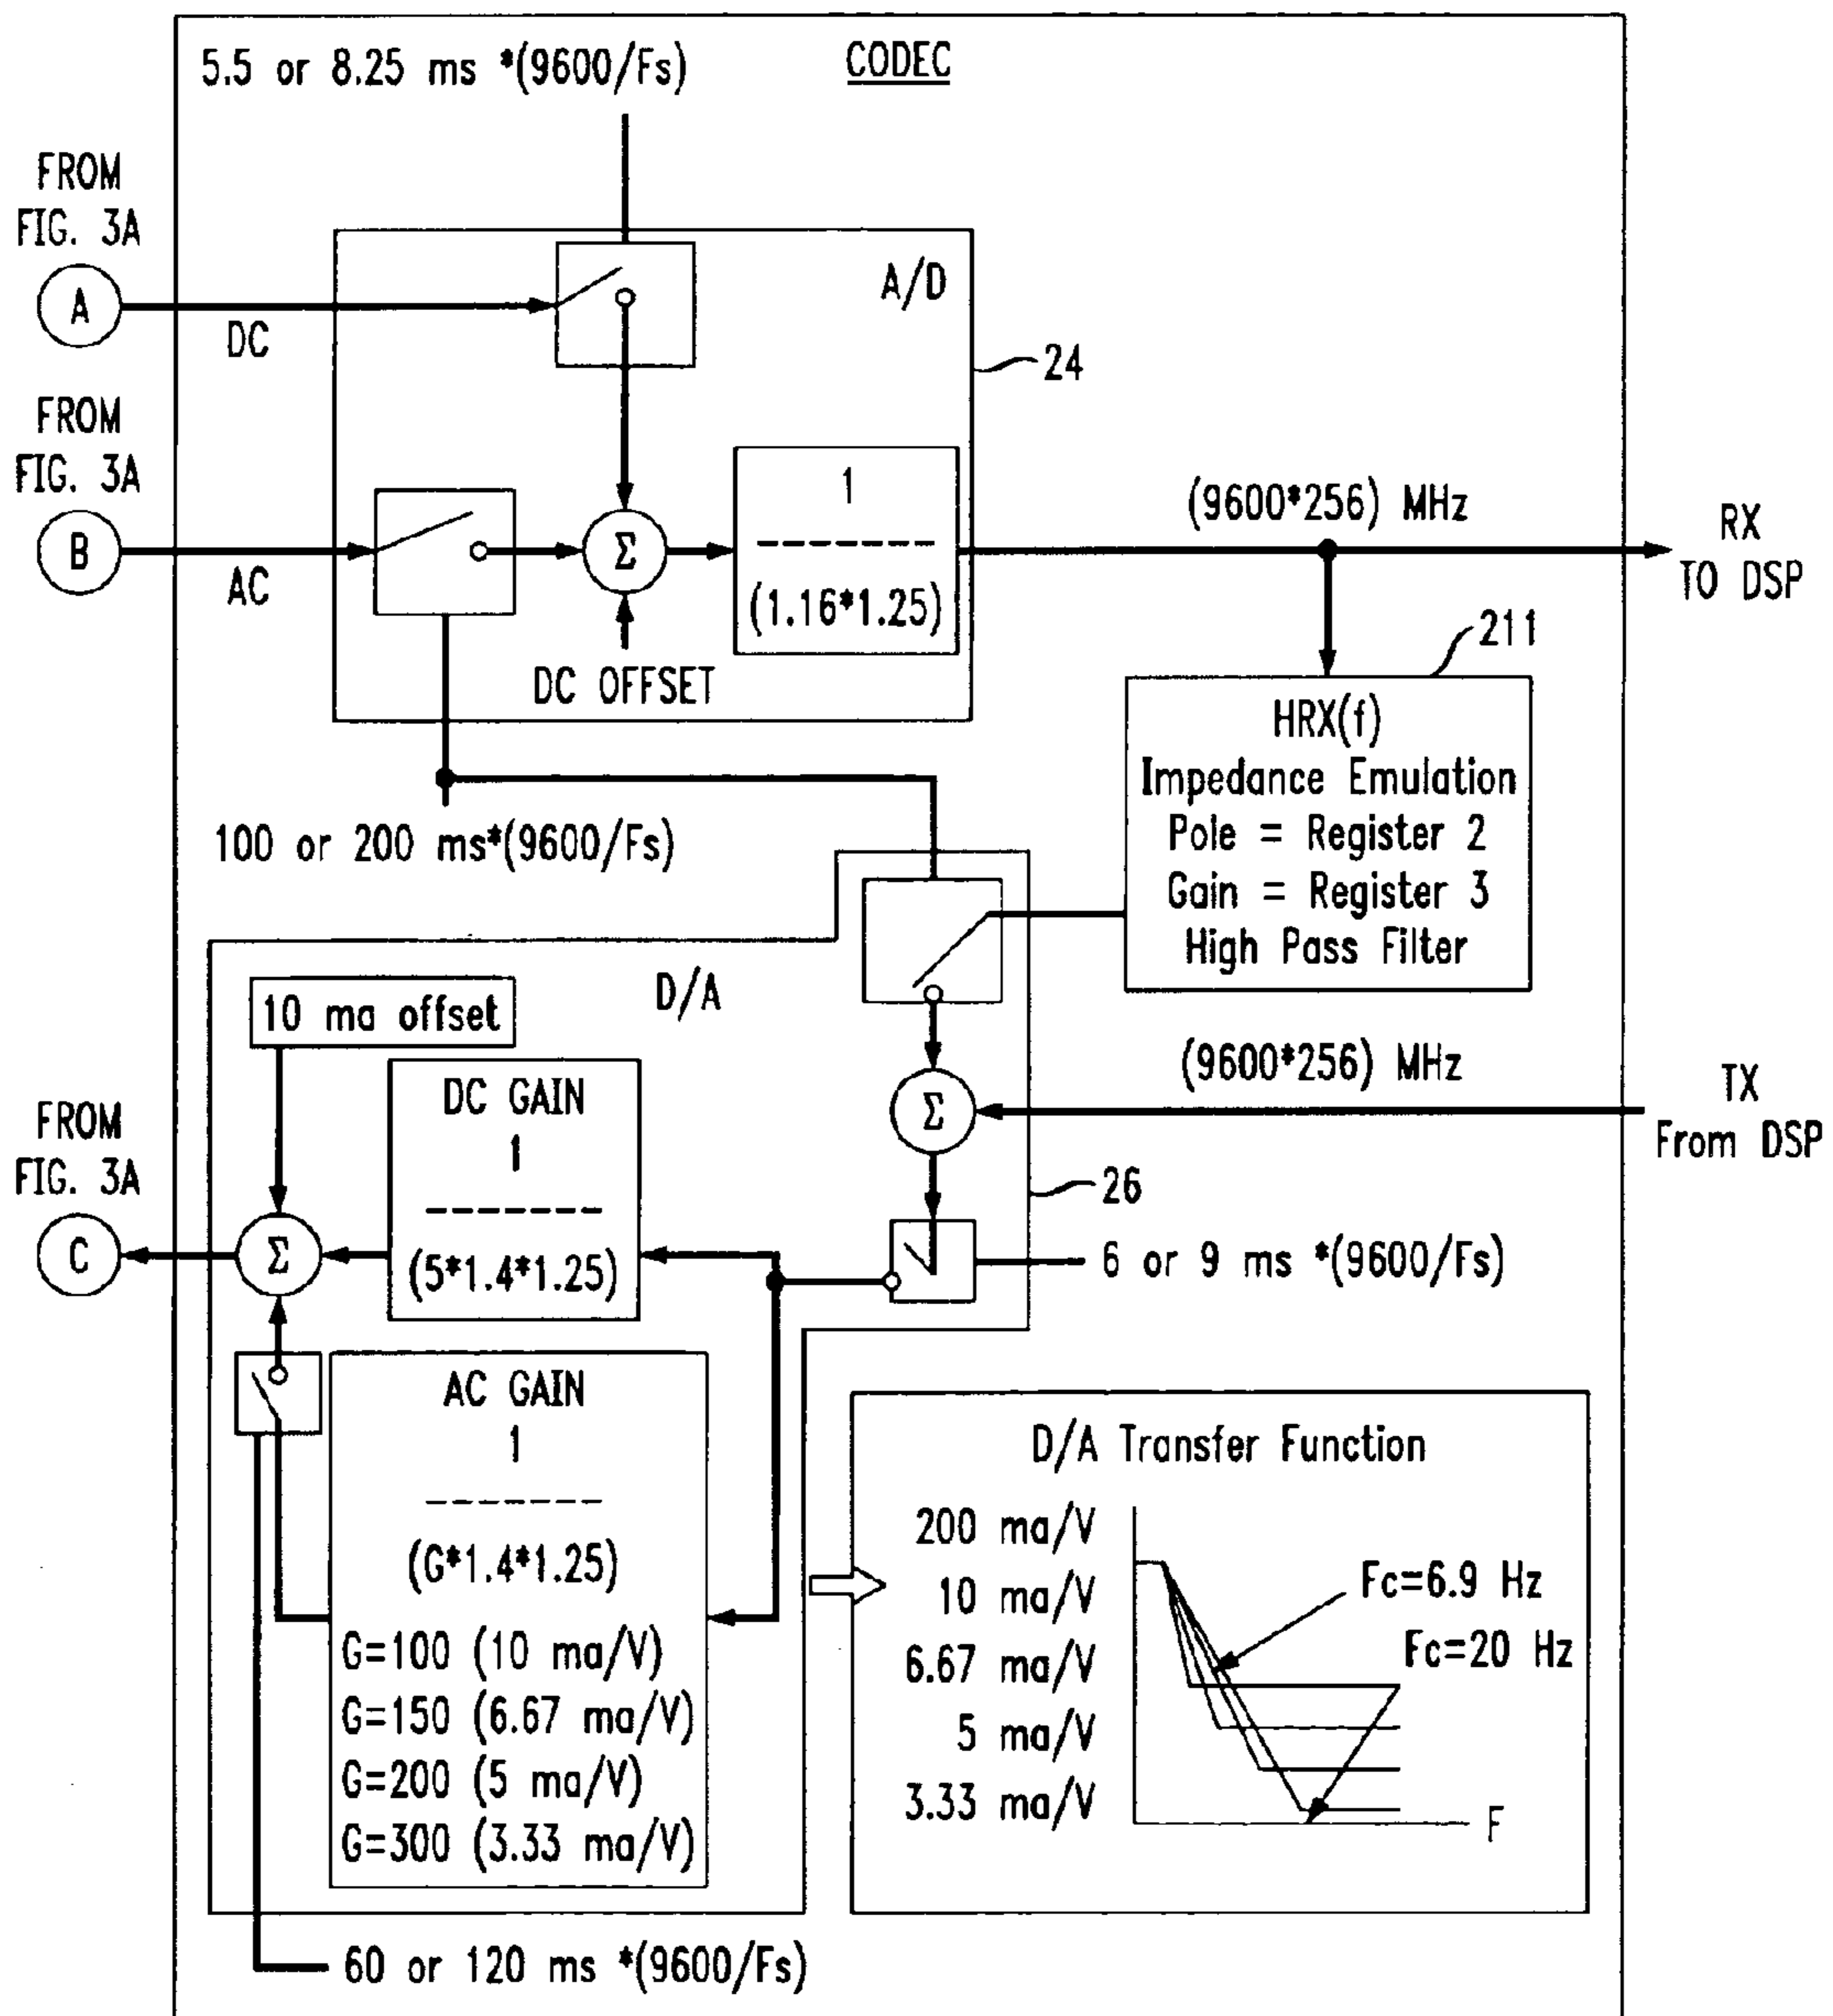 CODEC
5.5 or 8.25 ms *(9600/Fs)
FROM
FIG. 3A
A
DC
A/D
24
FROM
FIG. 3A
B
AC
Σ
DC OFFSET
1
-------
(1.16*1.25)
(9600*256) MHz
RX
TO DSP
211
HRX(f)
Impedance Emulation
Pole = Register 2
Gain = Register 3
High Pass Filter
100 or 200 ms*(9600/Fs)
D/A
10 ma offset
(9600*256) MHz
TX
From DSP
Σ
26
FROM
FIG. 3A
C
Σ
DC GAIN
1
-------
(5*1.4*1.25)
6 or 9 ms *(9600/Fs)
AC GAIN
1
-------
(G*1.4*1.25)
G=100 (10 ma/V)
G=150 (6.67 ma/V)
G=200 (5 ma/V)
G=300 (3.33 ma/V)
D/A Transfer Function
200 ma/V
10 ma/V
6.67 ma/V
5 ma/V
3.33 ma/V
Fc=6.9 Hz
Fc=20 Hz
F
60 or 120 ms *(9600/Fs)